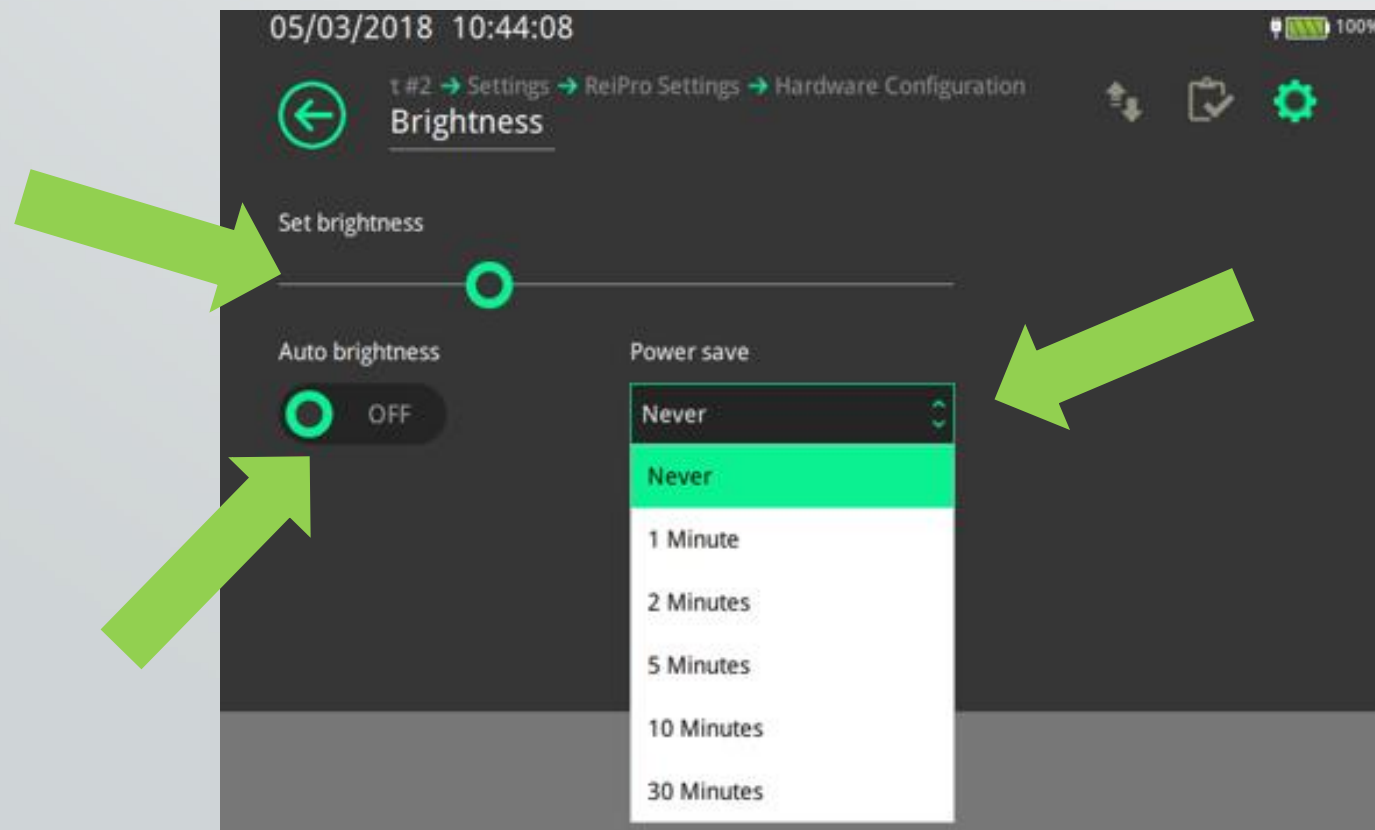 05/03/2018 10:44:08
100%
t #2 → Settings → ReiPro Settings → Hardware Configuration
Brightness
Set brightness
Auto brightness
Power save
OFF
Never
Never
1 Minute
2 Minutes
5 Minutes
10 Minutes
30 Minutes